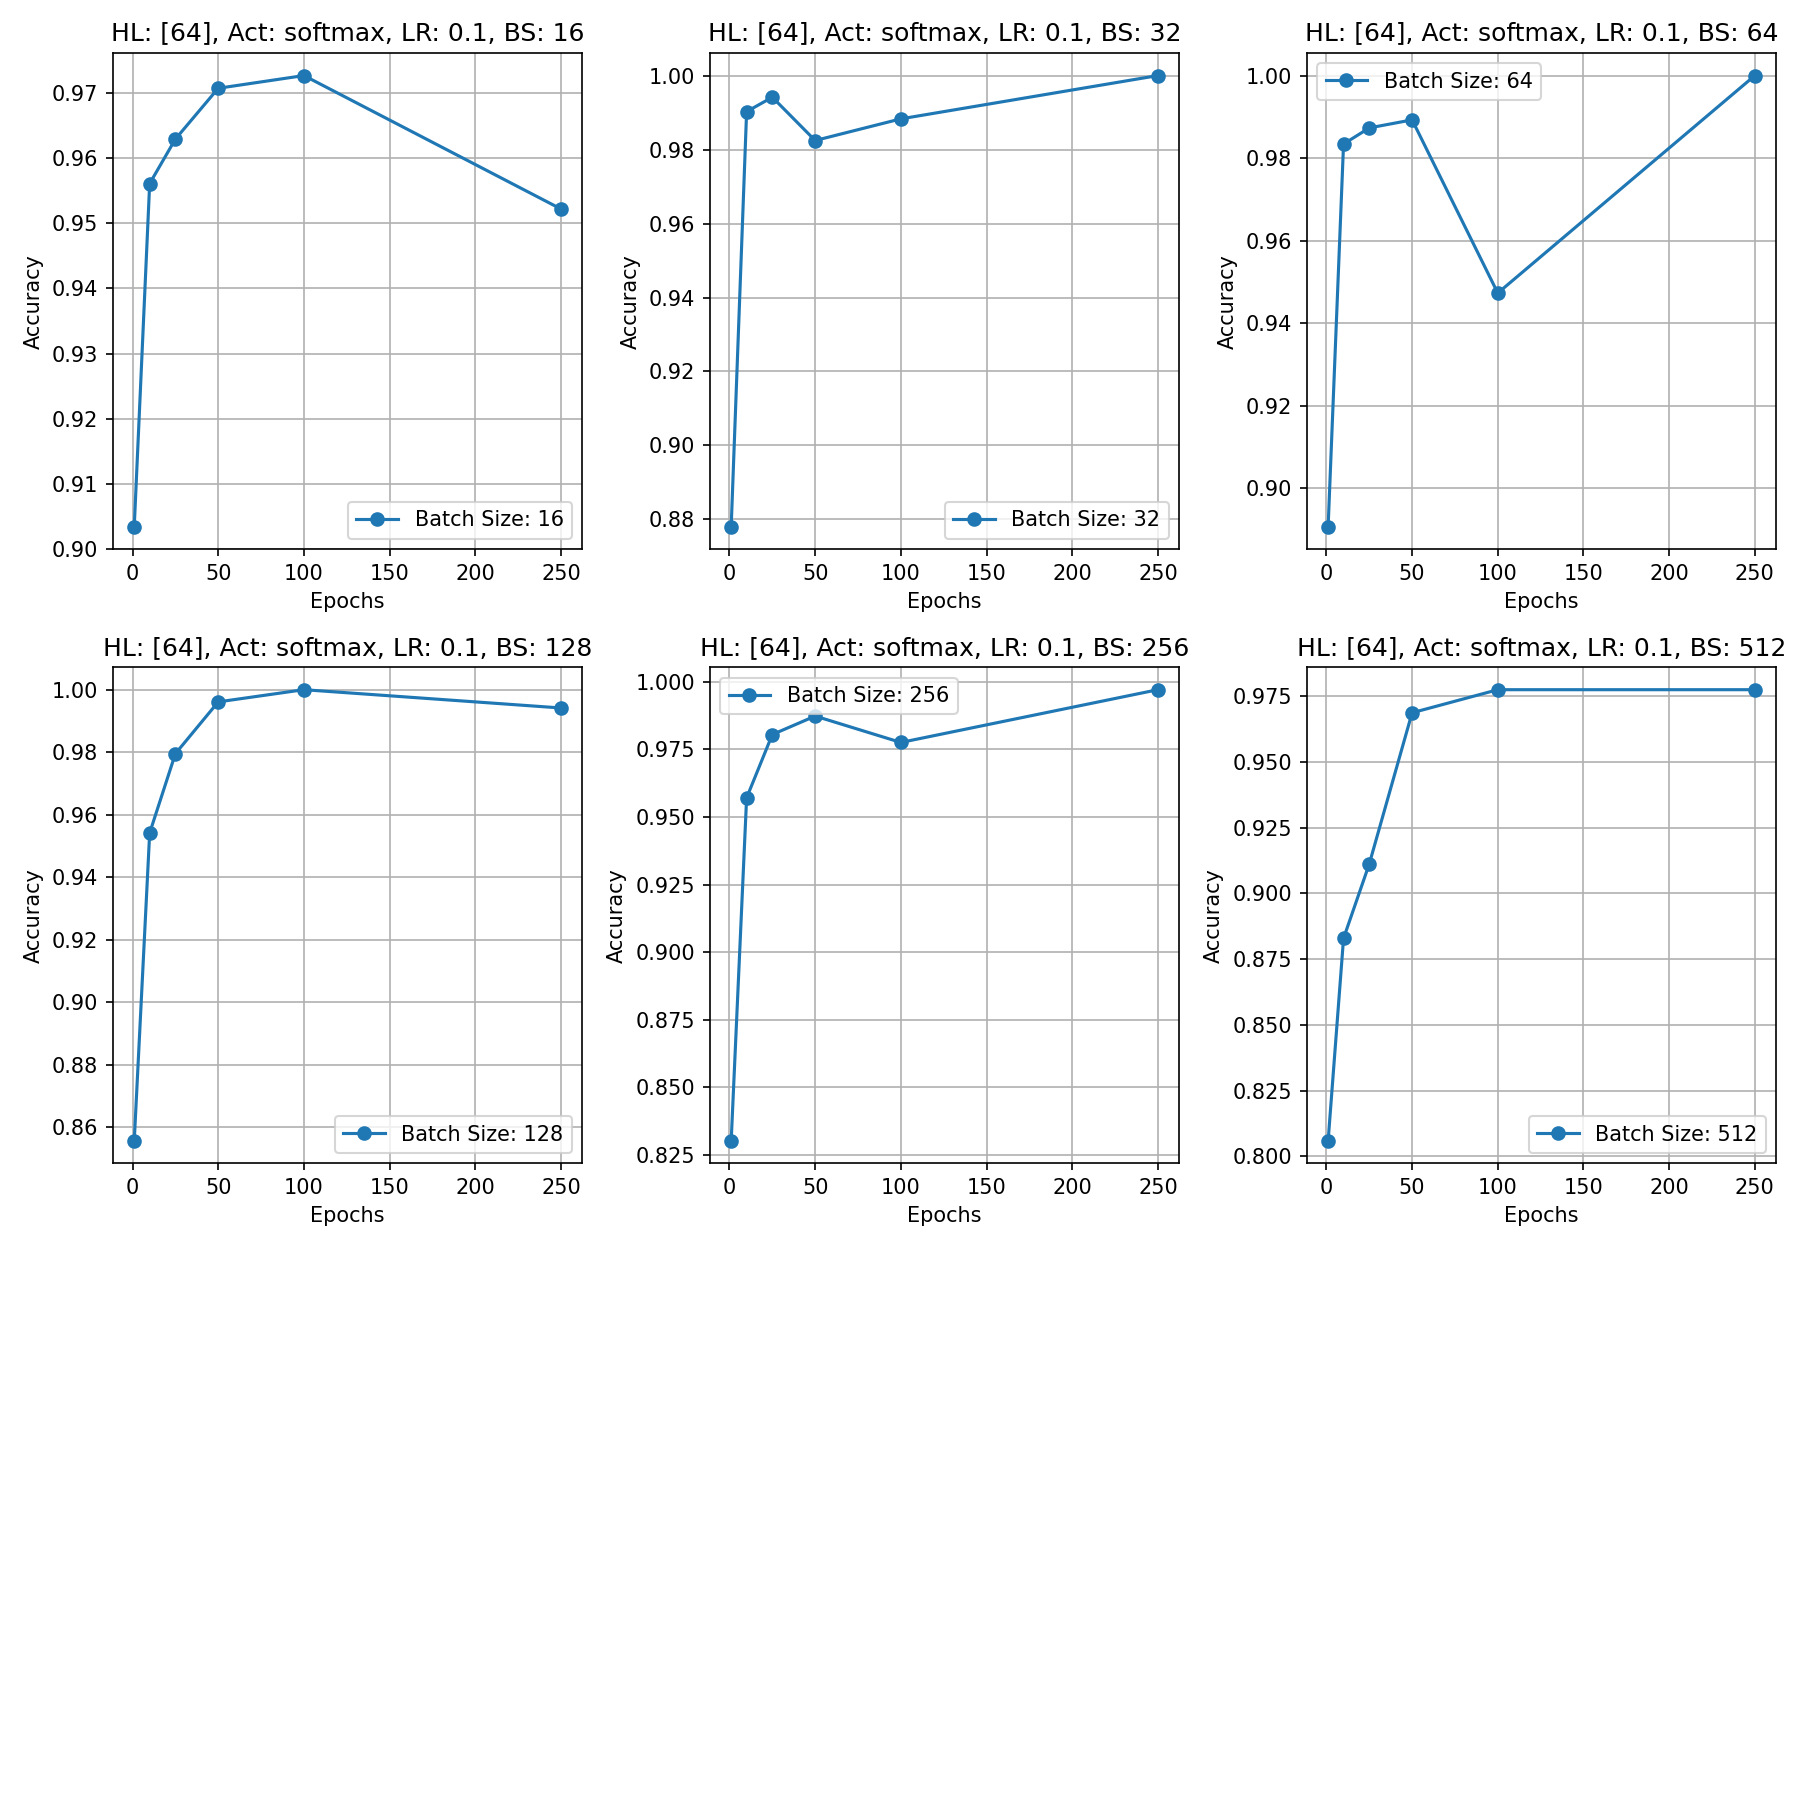 HL: [64], Act: softmax, LR: 0.1, BS: 16
0.97
0.96
0.95
0.94
0.93
0.92
0.91
0.90
Accuracy
Batch Size: 16
0 50 100 150 200 250
Epochs
HL: [64], Act: softmax, LR: 0.1, BS: 32
1.00
0.98
0.96
0.94
0.92
0.90
0.88
Accuracy
Batch Size: 32
0 50 100 150 200 250
Epochs
HL: [64], Act: softmax, LR: 0.1, BS: 64
Batch Size: 64
1.00
0.98
0.96
0.94
0.92
0.90
Accuracy
0 50 100 150 200 250
Epochs
HL: [64], Act: softmax, LR: 0.1, BS: 128
1.00
0.98
0.96
0.94
0.92
0.90
0.88
0.86
Accuracy
Batch Size: 128
0 50 100 150 200 250
Epochs
HL: [64], Act: softmax, LR: 0.1, BS: 256
Batch Size: 256
1.000
0.975
0.950
0.925
0.900
0.875
0.850
0.825
Accuracy
0 50 100 150 200 250
Epochs
HL: [64], Act: softmax, LR: 0.1, BS: 512
0.975
0.950
0.925
0.900
0.875
0.850
0.825
0.800
Accuracy
Batch Size: 512
0 50 100 150 200 250
Epochs